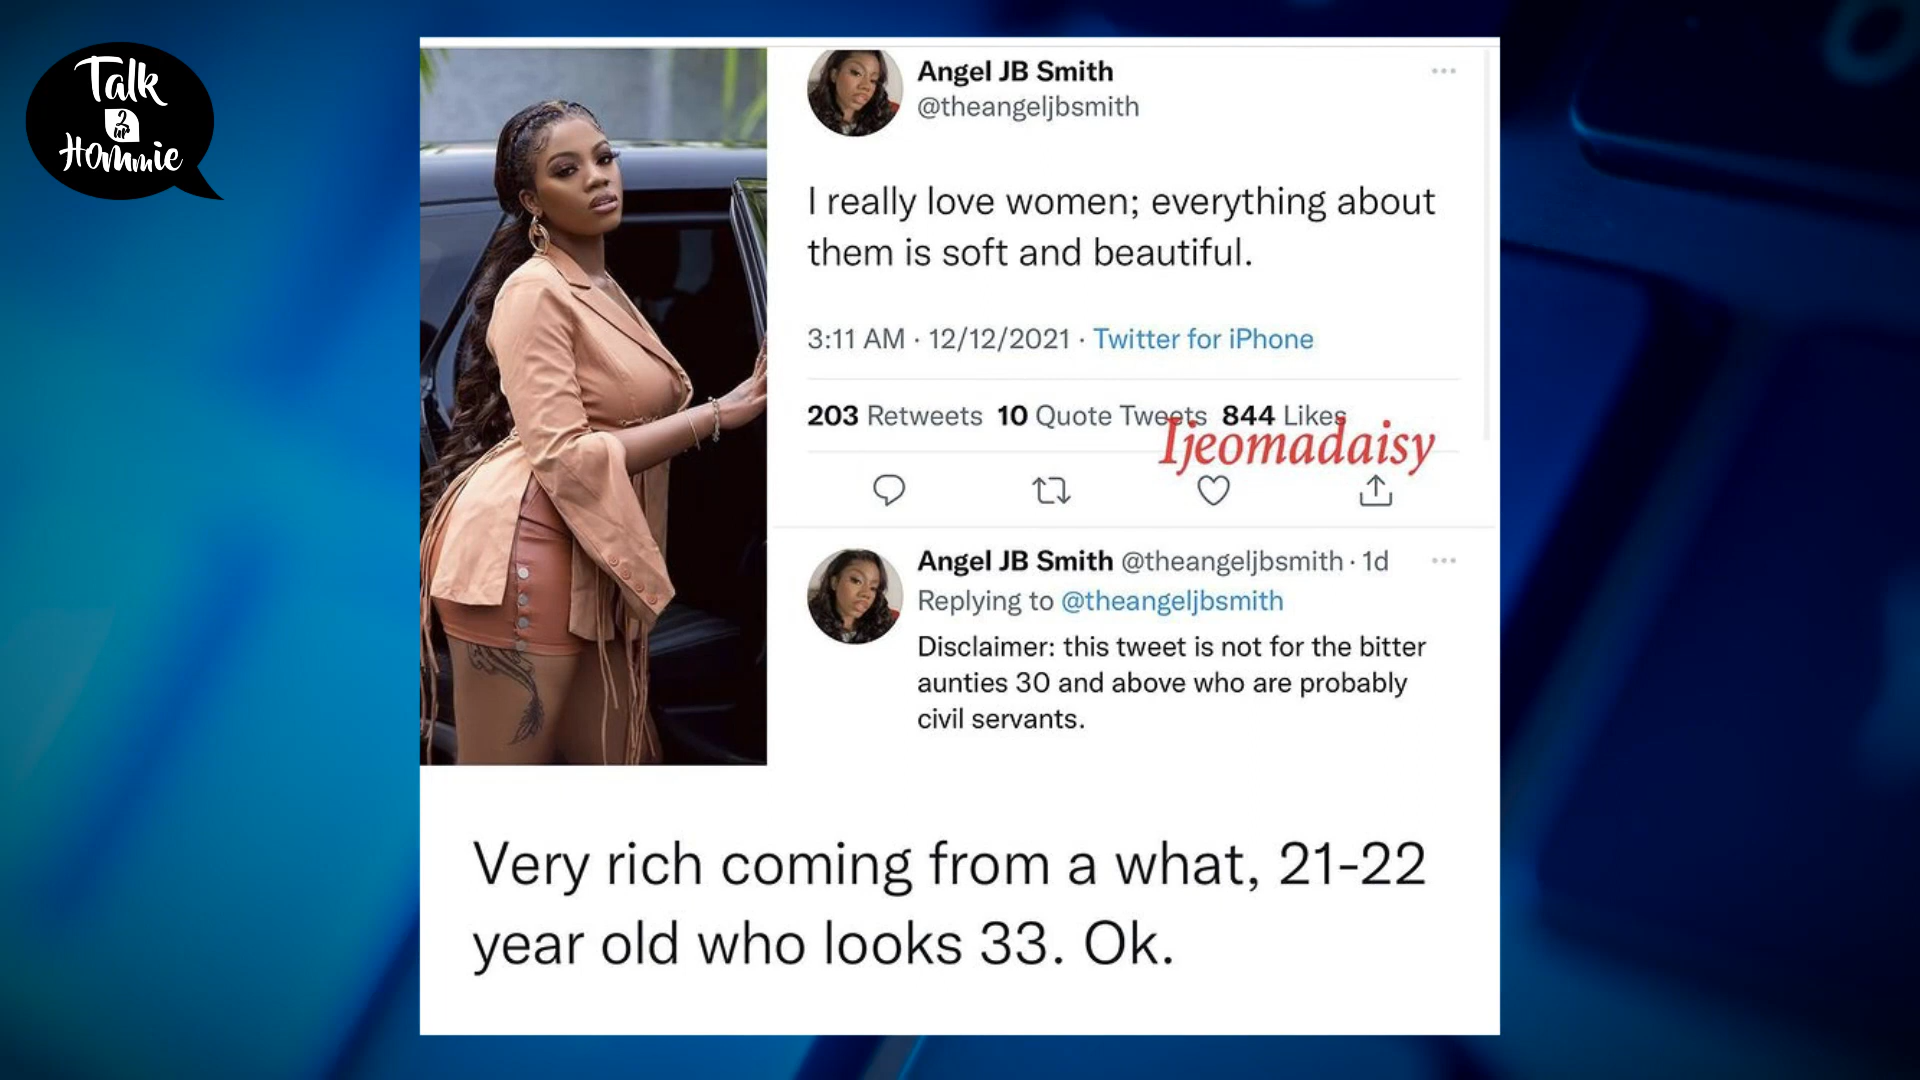 Talk
2
UR
Hommie
Angel JB Smith
@theangeljbsmith
I really love women; everything about
them is soft and beautiful.
3:11 AM · 12/12/2021 · Twitter for iPhone
203 Retweets 10 Quote Tweets 844 Likes
Ijeomadaisy
Angel JB Smith @theangeljbsmith · 1d
Replying to @theangeljbsmith
Disclaimer: this tweet is not for the bitter
aunties 30 and above who are probably
civil servants.
Very rich coming from a what, 21-22
year old who looks 33. Ok.